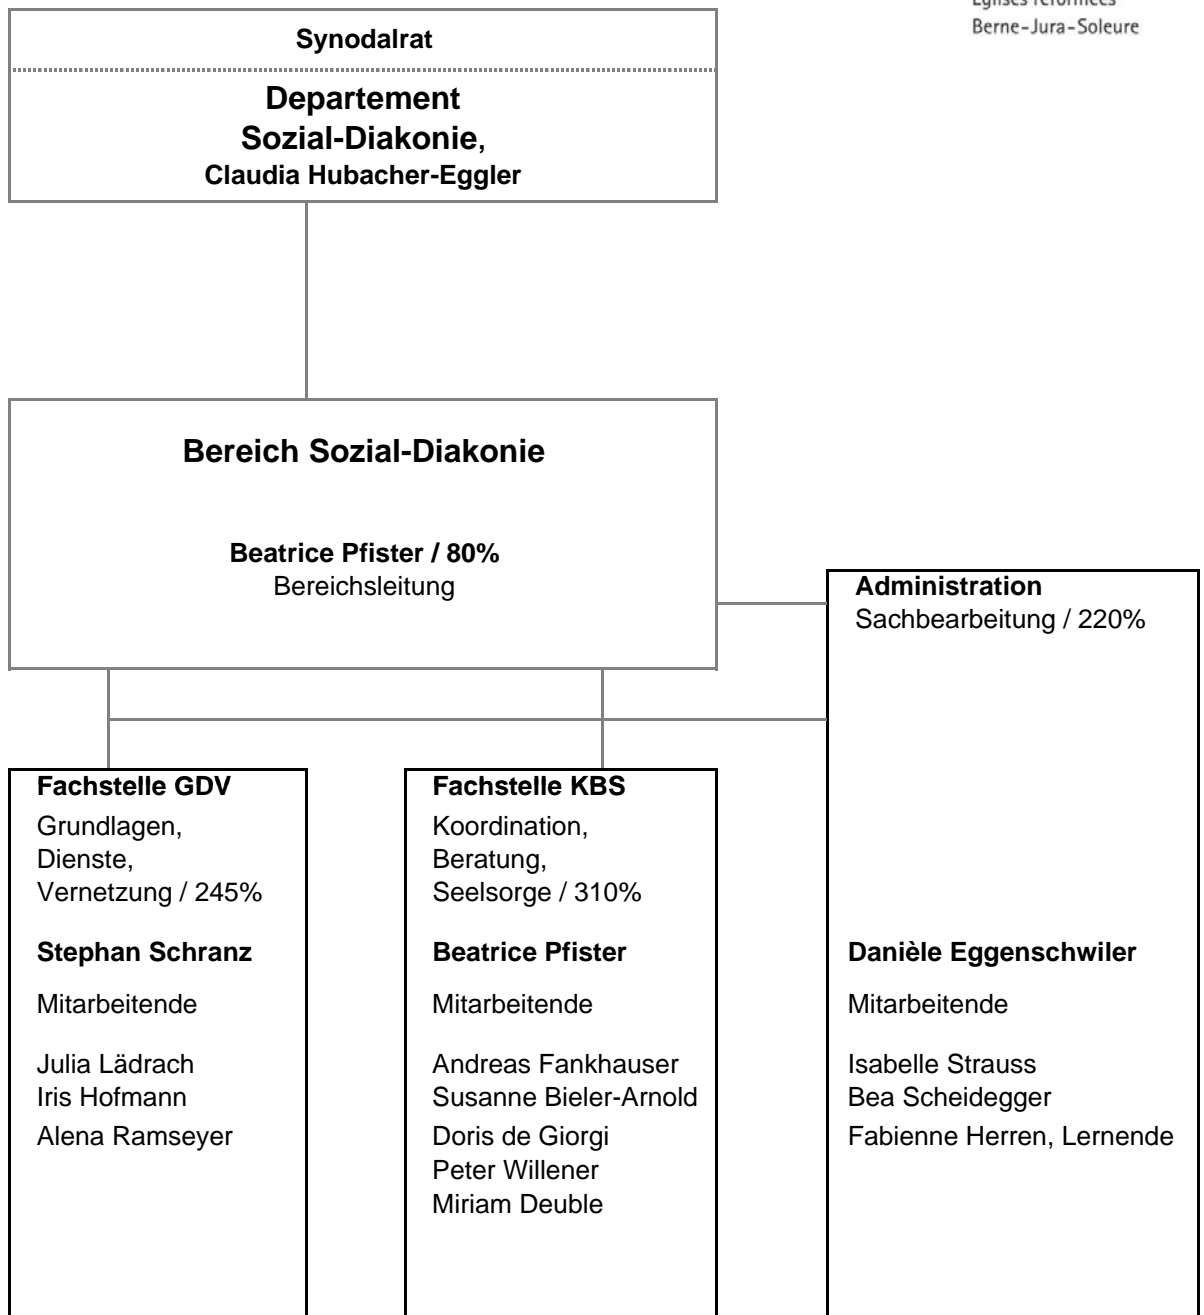 Eglises réformées
Berne-Jura-Soleure
Synodalrat
Departement
Sozial-Diakonie,
Claudia Hubacher-Eggler
Bereich Sozial-Diakonie
Beatrice Pfister / 80%
Bereichsleitung
Administration
Sachbearbeitung / 220%
Fachstelle GDV
Grundlagen,
Dienste,
Vernetzung / 245%
Stephan Schranz
Mitarbeitende
Julia Lädrach
Iris Hofmann
Alena Ramseyer
Fachstelle KBS
Koordination,
Beratung,
Seelsorge / 310%
Beatrice Pfister
Mitarbeitende
Andreas Fankhauser
Susanne Bieler-Arnold
Doris de Giorgi
Peter Willener
Miriam Deuble
Danièle Eggenschwiler
Mitarbeitende
Isabelle Strauss
Bea Scheidegger
Fabienne Herren, Lernende